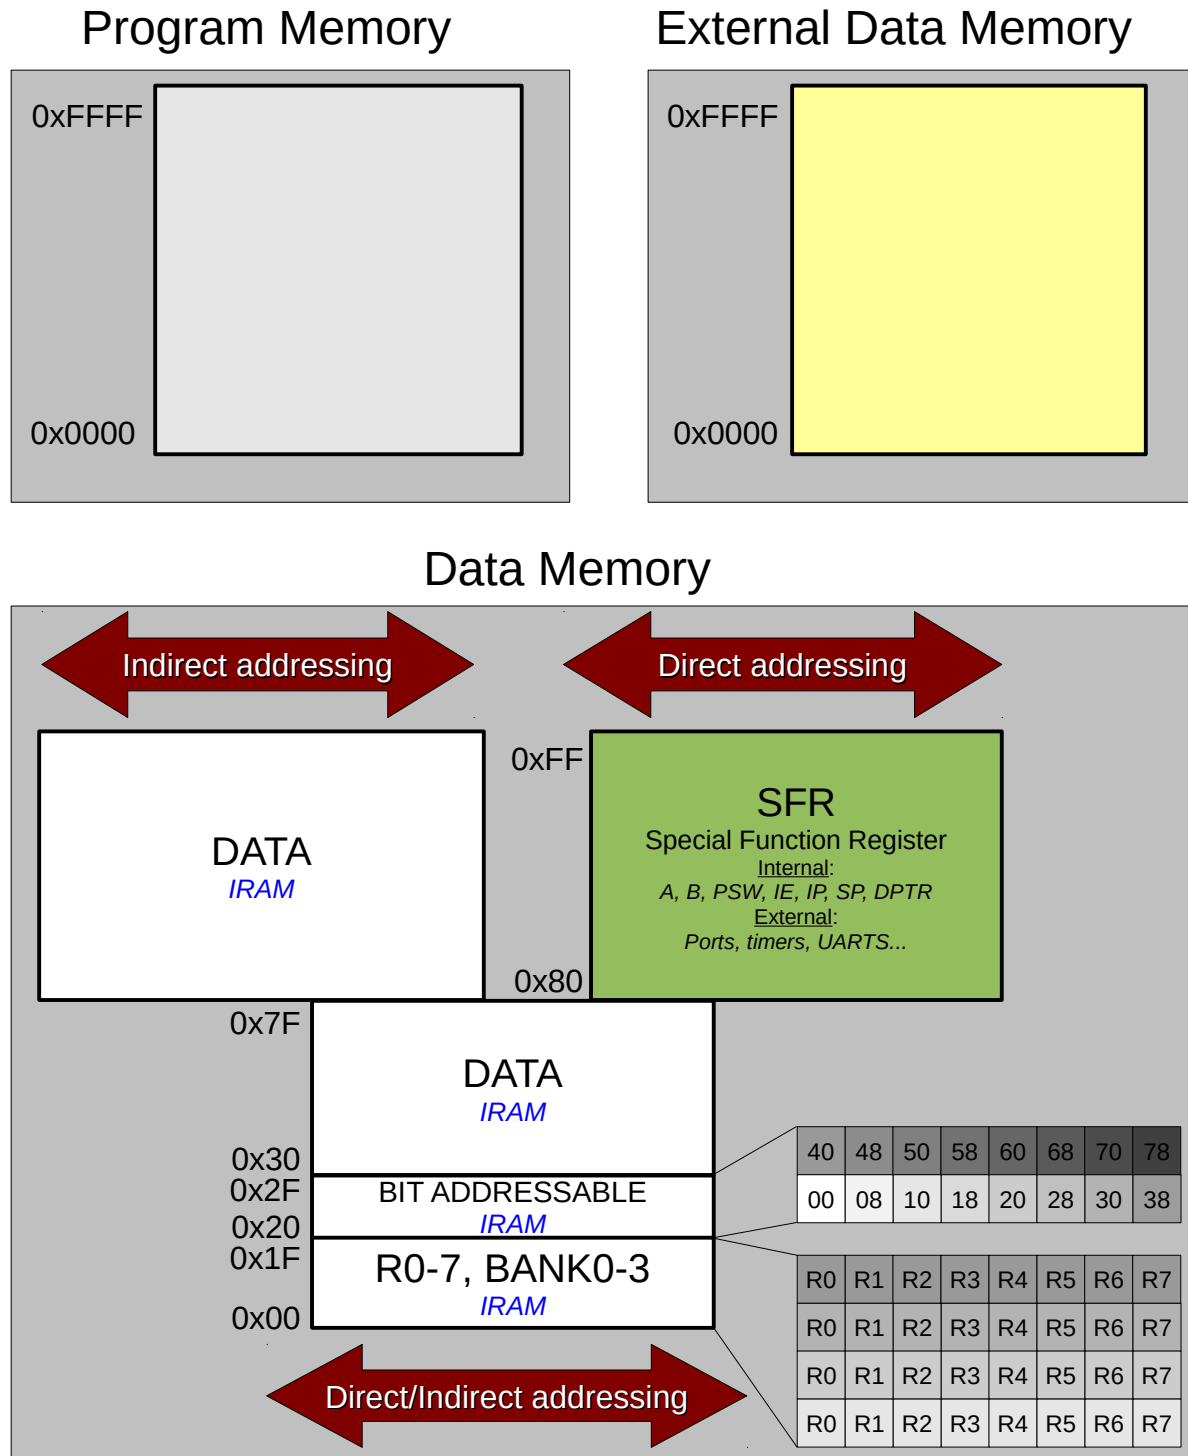 Program Memory
External Data Memory
0xFFFF
0x0000
0xFFFF
0x0000
Data Memory
Indirect addressing
Direct addressing
DATA
IRAM
0xFF
0x80
SFR
Special Function Register
Internal:
A, B, PSW, IE, IP, SP, DPTR
External:
Ports, timers, UARTS...
0x7F
DATA
IRAM
0x30
0x2F
BIT ADDRESSABLE
IRAM
0x20
0x1F
R0-7, BANK0-3
IRAM
0x00
40 48 50 58 60 68 70 78
00 08 10 18 20 28 30 38
R0 R1 R2 R3 R4 R5 R6 R7
R0 R1 R2 R3 R4 R5 R6 R7
R0 R1 R2 R3 R4 R5 R6 R7
R0 R1 R2 R3 R4 R5 R6 R7
Direct/Indirect addressing